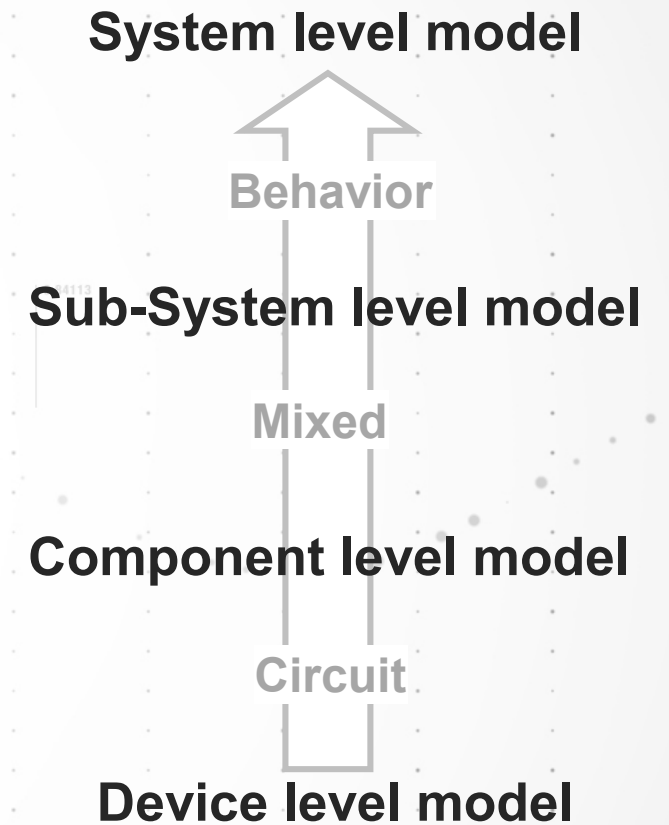 System level model
Behavior
Sub-System level model
Mixed
Component level model
Circuit
Device level model